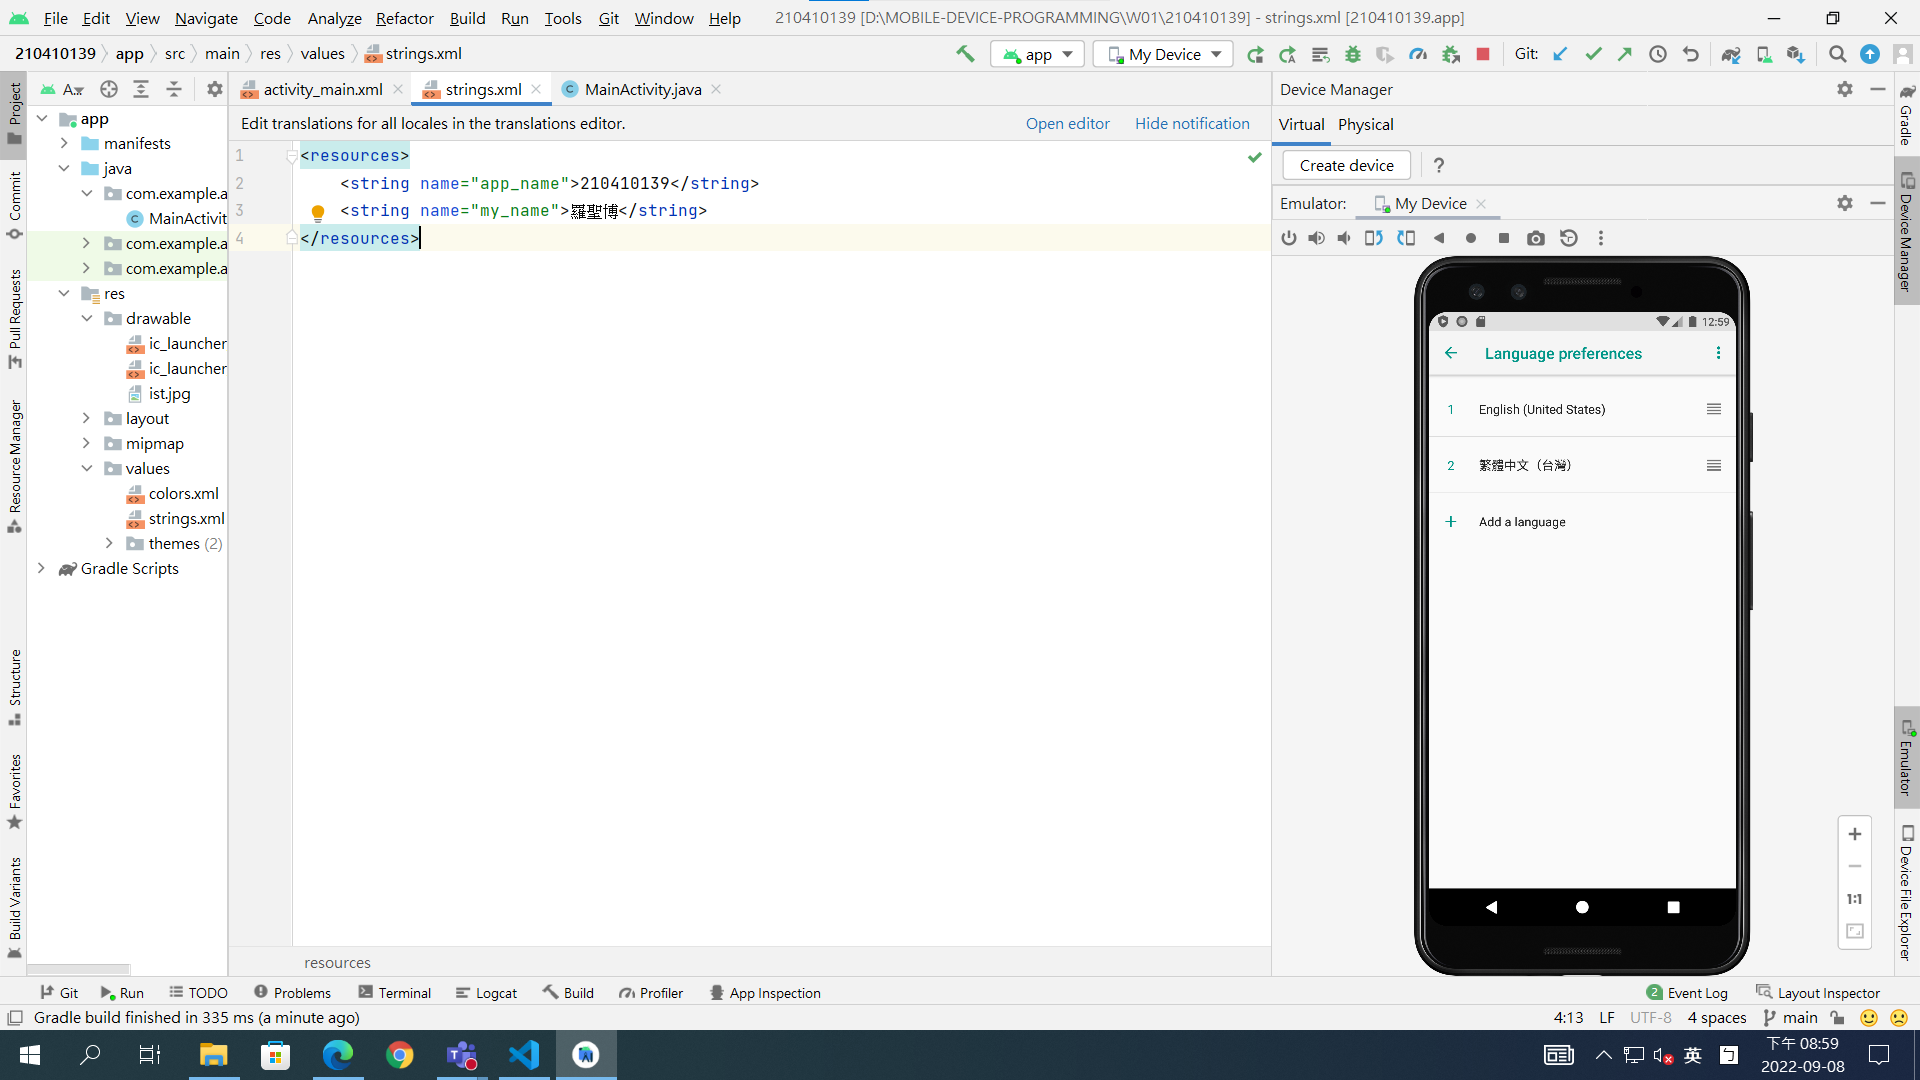 File Edit View Navigate Code Analyze Refactor Build Run Tools Git Window Help 210410139 [D:\MOBILE-DEVICE-PROGRAMMING\W01\210410139] - strings.xml [210410139.app]
210410139 app src main res values strings.xml app My Device Git:
A... activity_main.xml strings.xml MainActivity.java
Edit translations for all locales in the translations editor. Open editor Hide notification
Project
Commit
Pull Requests
Resource Manager
Structure
Favorites
Build Variants
app
manifests
java
com.example.a
MainActivit
com.example.a
com.example.a
res
drawable
ic_launcher
ic_launcher
ist.jpg
layout
mipmap
values
colors.xml
strings.xml
themes (2)
Gradle Scripts
1 <resources>
2 <string name="app_name">210410139</string>
3 <string name="my_name">羅聖博</string>
4 </resources>
resources
Device Manager
Virtual Physical
Create device ?
Emulator: My Device
12:59
Language preferences
1 English (United States)
2 繁體中文（台灣）
+ Add a language
1:1
Gradle
Device Manager
Emulator
Device File Explorer
Git Run TODO Problems Terminal Logcat Build Profiler App Inspection 2 Event Log Layout Inspector
Gradle build finished in 335 ms (a minute ago) 4:13 LF UTF-8 4 spaces main
英 ㄅ 下午 08:59
2022-09-08